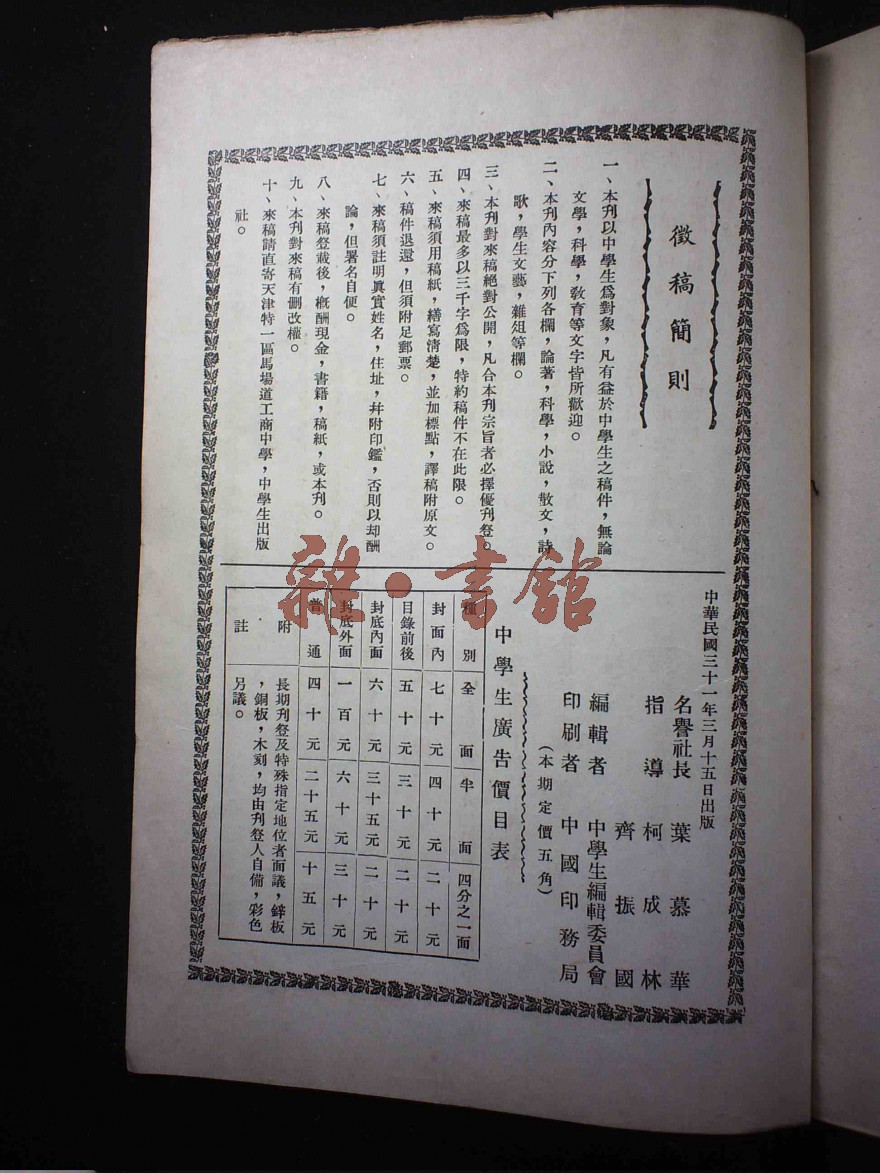 徵稿簡則
一、本刊以中學生爲對象，凡有益於中學生之稿件，無論
文學，科學，敎育等文字皆所歡迎。
二、本刊內容分下列各欄，論著，科學，小說，散文，詩
歌，學生文藝，雜俎等欄。
三、本刊對來稿絕對公開，凡合本刊宗旨者必擇優刋登。
四、來稿最多以三千字爲限，特約稿件不在此限。
五、來稿須用稿紙，繕寫淸楚，並加標點，譯稿附原文。
六、稿件退還，但須附足郵票。
七、來稿須註明眞實姓名，住址，幷附印鑑，否則以却酬
論，但署名自便。
八、來稿登載後，槪酬現金，書籍，稿紙，或本刋。
九、本刋對來稿有删改權。
十、來稿請直寄天津特一區馬塲道工商中學，中學生出版
社。
中華民國三十一年三月十五日出版
名譽社長 葉慕華
指導 柯成林
齊振國
編輯者 中學生編輯委員會
印刷者 中國印務局
（本期定價五角）
中學生廣告價目表
種別 全面 半面 四分之一面
封面內 七十元 四十元 二十元
目錄前後 五十元 三十元 二十元
封底內面 六十元 三十五元 二十元
封底外面 一百元 六十元 三十元
普通 四十元 二十五元 十五元
附註 長期刋登及特殊指定地位者面議，鋅板
，銅板，木刻，均由刋登人自備，彩色
另議。
雜·書館